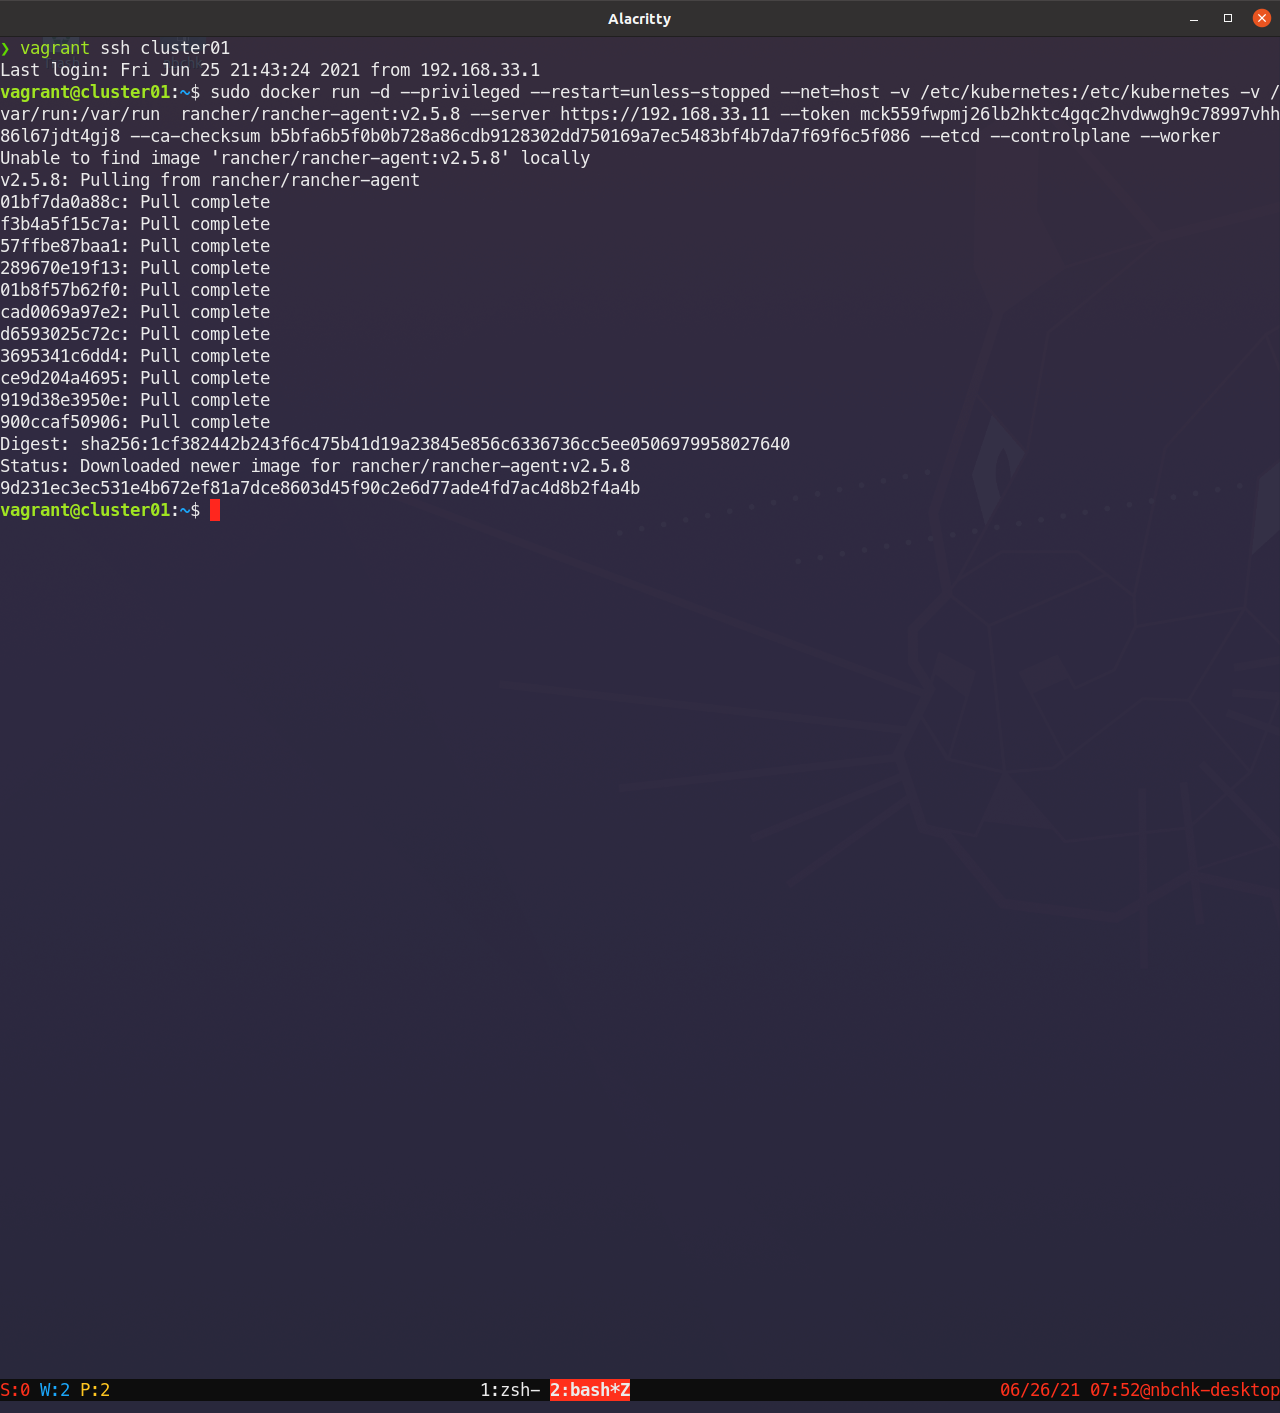 Alacritty
❯ vagrant ssh cluster01
Last login: Fri Jun 25 21:43:24 2021 from 192.168.33.1
vagrant@cluster01:~$ sudo docker run -d --privileged --restart=unless-stopped --net=host -v /etc/kubernetes:/etc/kubernetes -v /
var/run:/var/run  rancher/rancher-agent:v2.5.8 --server https://192.168.33.11 --token mck559fwpmj26lb2hktc4gqc2hvdwwgh9c78997vhh
86l67jdt4gj8 --ca-checksum b5bfa6b5f0b0b728a86cdb9128302dd750169a7ec5483bf4b7da7f69f6c5f086 --etcd --controlplane --worker
Unable to find image 'rancher/rancher-agent:v2.5.8' locally
v2.5.8: Pulling from rancher/rancher-agent
01bf7da0a88c: Pull complete
f3b4a5f15c7a: Pull complete
57ffbe87baa1: Pull complete
289670e19f13: Pull complete
01b8f57b62f0: Pull complete
cad0069a97e2: Pull complete
d6593025c72c: Pull complete
3695341c6dd4: Pull complete
ce9d204a4695: Pull complete
919d38e3950e: Pull complete
900ccaf50906: Pull complete
Digest: sha256:1cf382442b243f6c475b41d19a23845e856c6336736cc5ee0506979958027640
Status: Downloaded newer image for rancher/rancher-agent:v2.5.8
9d231ec3ec531e4b672ef81a7dce8603d45f90c2e6d77ade4fd7ac4d8b2f4a4b
vagrant@cluster01:~$
S:0 W:2 P:2 1:zsh- 2:bash*Z 06/26/21 07:52@nbchk-desktop